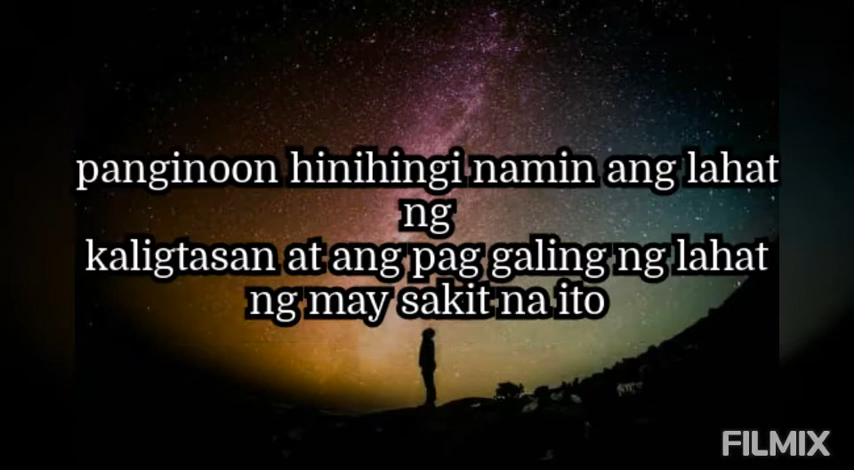 panginoon hinihingi namin ang lahat
ng
kaligtasan at ang pag galing ng lahat
ng may sakit na ito
FILMIX